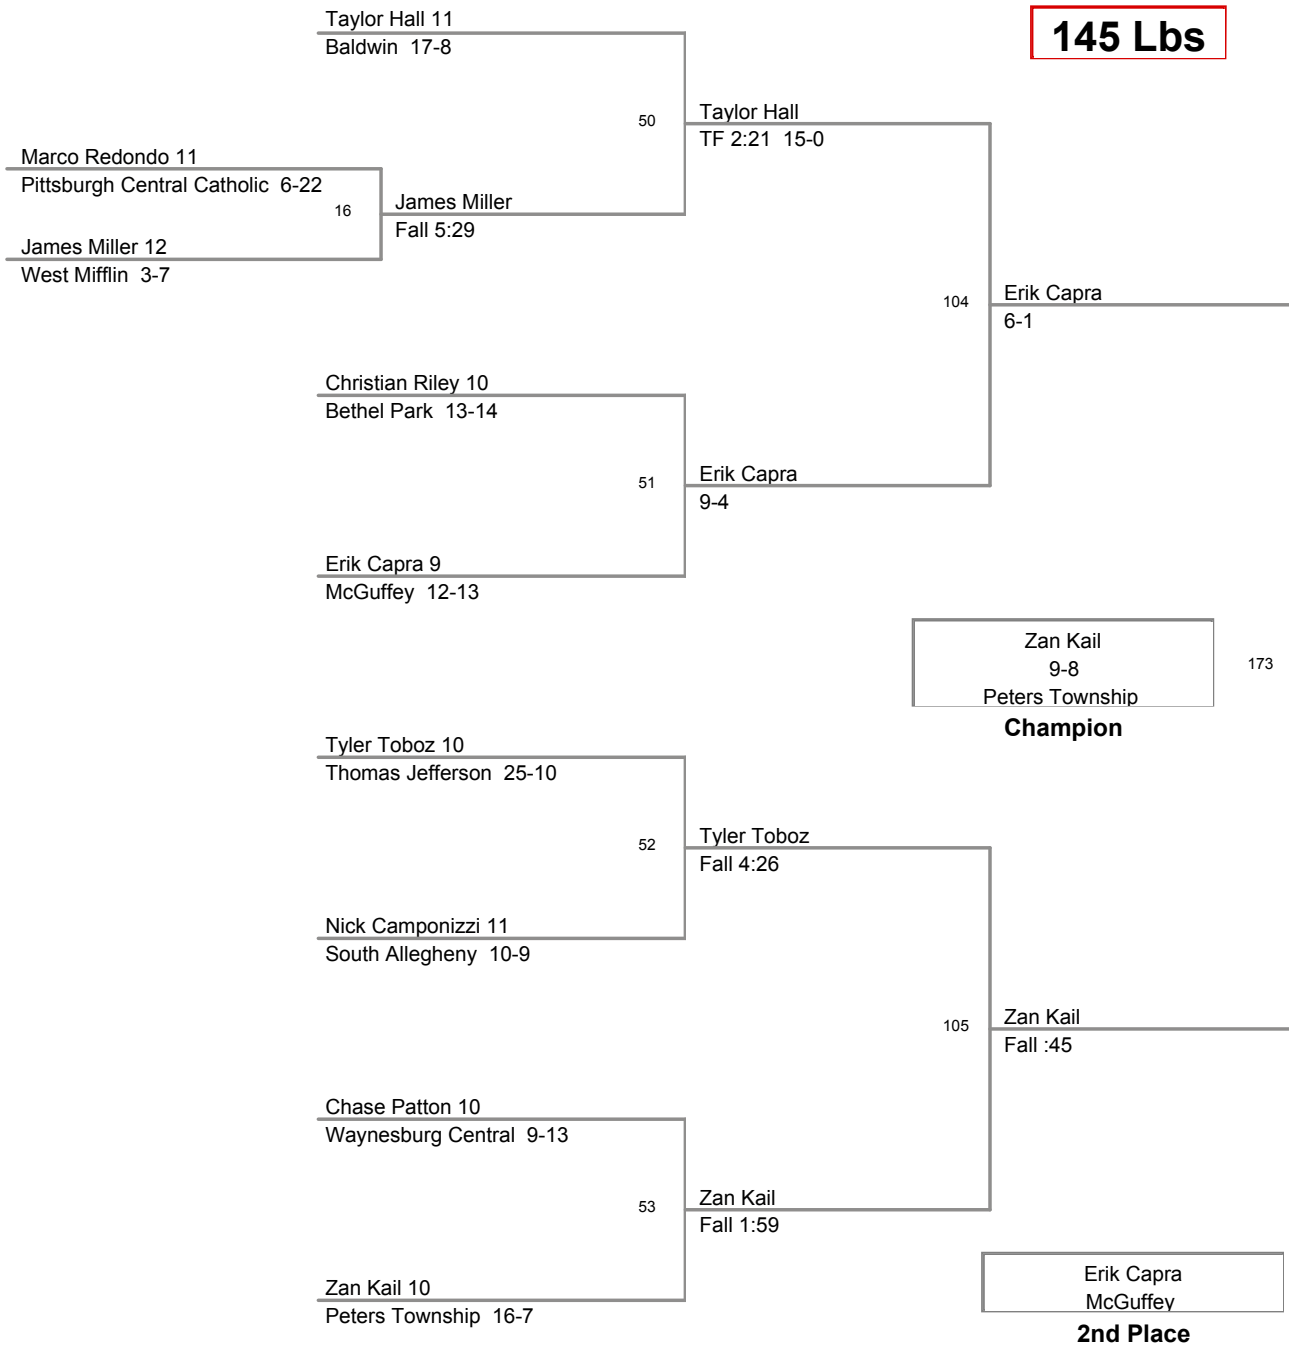 Taylor Hall 11
Baldwin 17-8
145 Lbs
50
Taylor Hall
TF 2:21 15-0
Marco Redondo 11
Pittsburgh Central Catholic 6-22
16
James Miller
Fall 5:29
James Miller 12
West Mifflin 3-7
104
Erik Capra
6-1
Christian Riley 10
Bethel Park 13-14
51
Erik Capra
9-4
Erik Capra 9
McGuffey 12-13
Zan Kail
9-8
Peters Township
173
Champion
Tyler Toboz 10
Thomas Jefferson 25-10
52
Tyler Toboz
Fall 4:26
Nick Camponizzi 11
South Allegheny 10-9
105
Zan Kail
Fall :45
Chase Patton 10
Waynesburg Central 9-13
53
Zan Kail
Fall 1:59
Zan Kail 10
Peters Township 16-7
Erik Capra
McGuffey
2nd Place